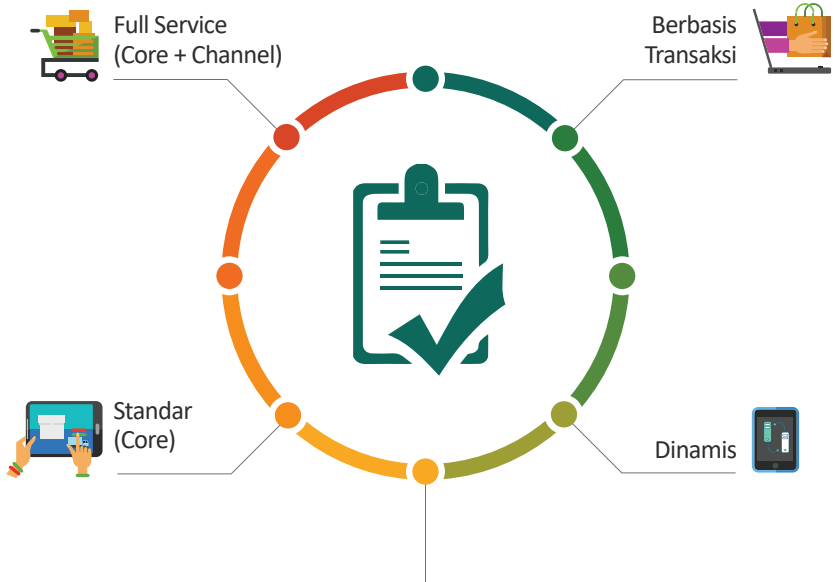 Full Service
(Core + Channel)
Berbasis
Transaksi
Standar
(Core)
Dinamis